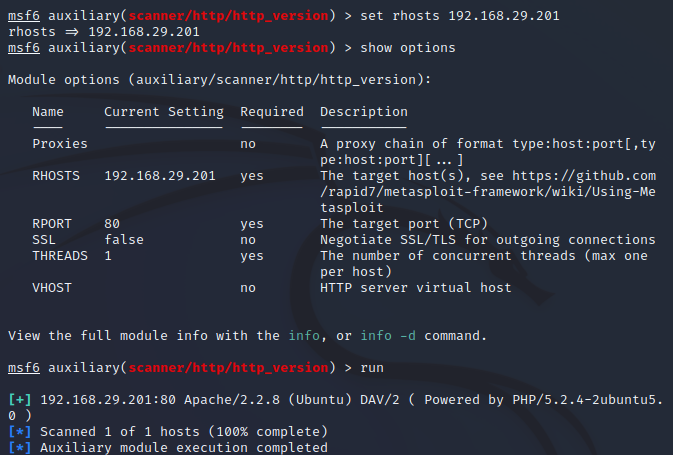 msf6 auxiliary(scanner/http/http_version) > set rhosts 192.168.29.201
rhosts ⇒ 192.168.29.201
msf6 auxiliary(scanner/http/http_version) > show options
Module options (auxiliary/scanner/http/http_version):
Name Current Setting Required Description
---- --------------- -------- -----------
Proxies no A proxy chain of format type:host:port[,ty
pe:host:port][...]
RHOSTS 192.168.29.201 yes The target host(s), see https://github.com
/rapid7/metasploit-framework/wiki/Using-Me
tasploit
RPORT 80 yes The target port (TCP)
SSL false no Negotiate SSL/TLS for outgoing connections
THREADS 1 yes The number of concurrent threads (max one
per host)
VHOST no HTTP server virtual host
View the full module info with the info, or info -d command.
msf6 auxiliary(scanner/http/http_version) > run
[+] 192.168.29.201:80 Apache/2.2.8 (Ubuntu) DAV/2 ( Powered by PHP/5.2.4-2ubuntu5.
0 )
[*] Scanned 1 of 1 hosts (100% complete)
[*] Auxiliary module execution completed